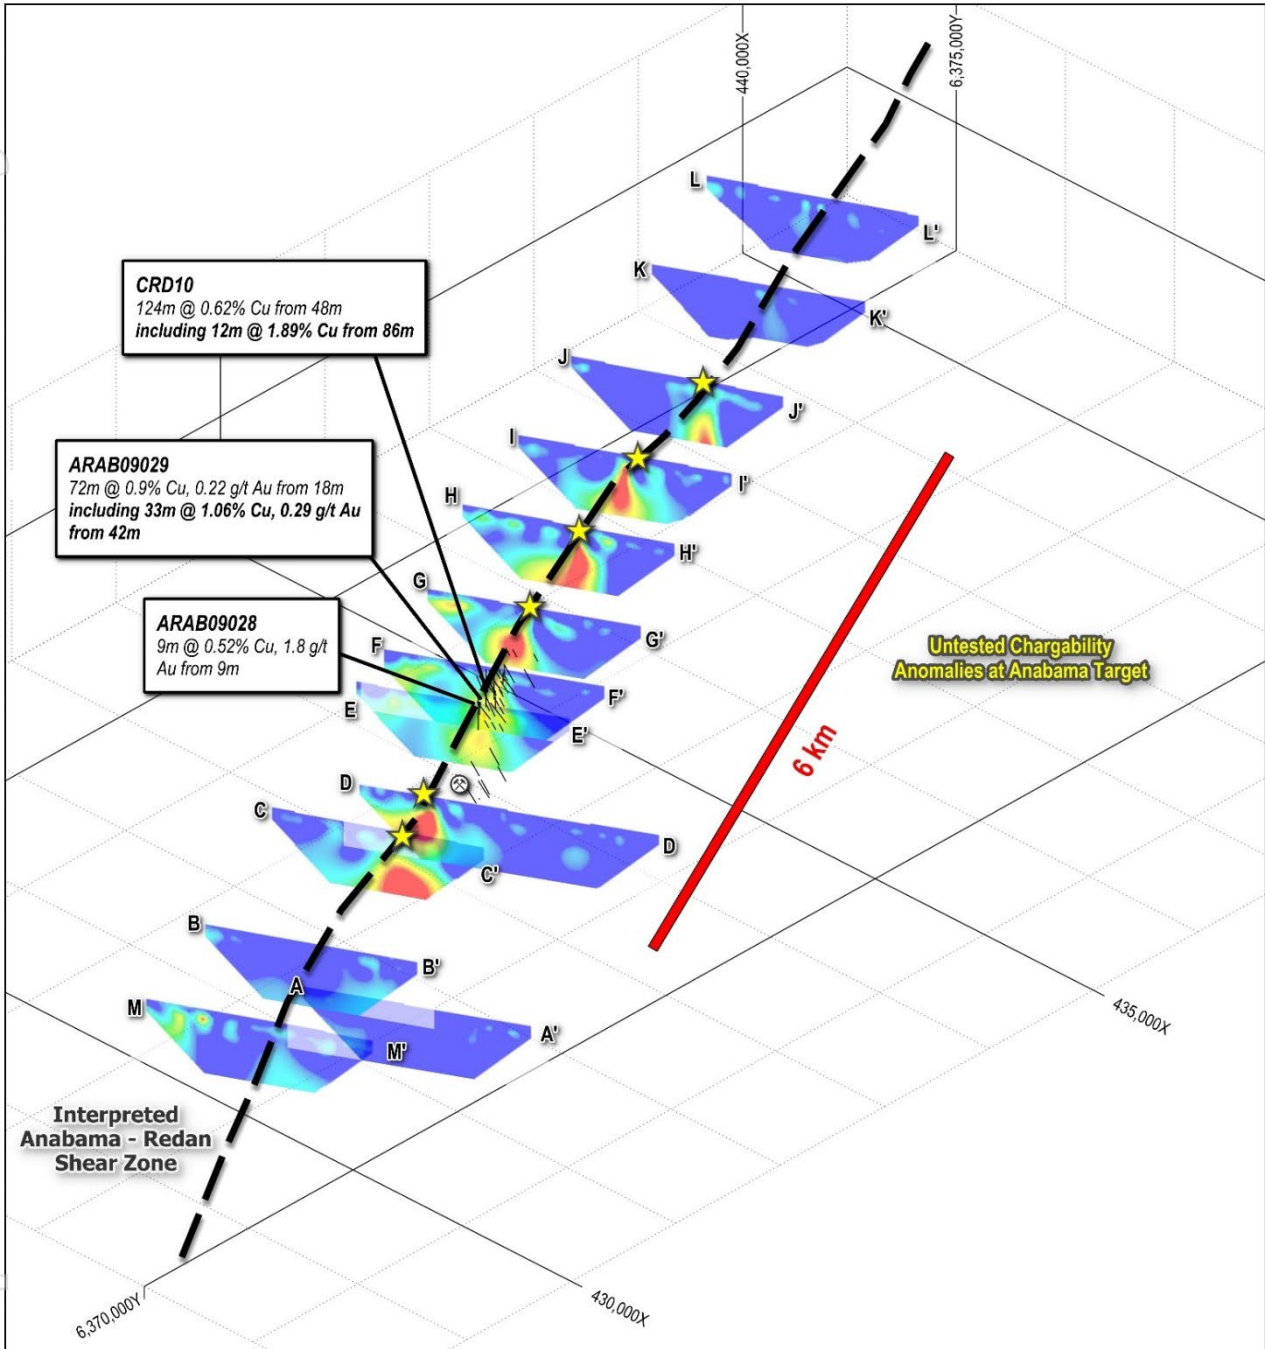 440,000X
6,375,000Y
L
L'
K
K'
CRD10
124m @ 0.62% Cu from 48m
including 12m @ 1.89% Cu from 86m
J
J'
I
I'
ARAB09029
72m @ 0.9% Cu, 0.22 g/t Au from 18m
including 33m @ 1.06% Cu, 0.29 g/t Au
from 42m
H
H'
G
G'
ARAB09028
9m @ 0.52% Cu, 1.8 g/t
Au from 9m
F
F'
E
E'
Untested Chargability
Anomalies at Anabama Target
6 km
D
D
C
C'
B
B'
A
A'
M
M'
435,000X
Interpreted
Anabama - Redan
Shear Zone
6,370,000Y
430,000X